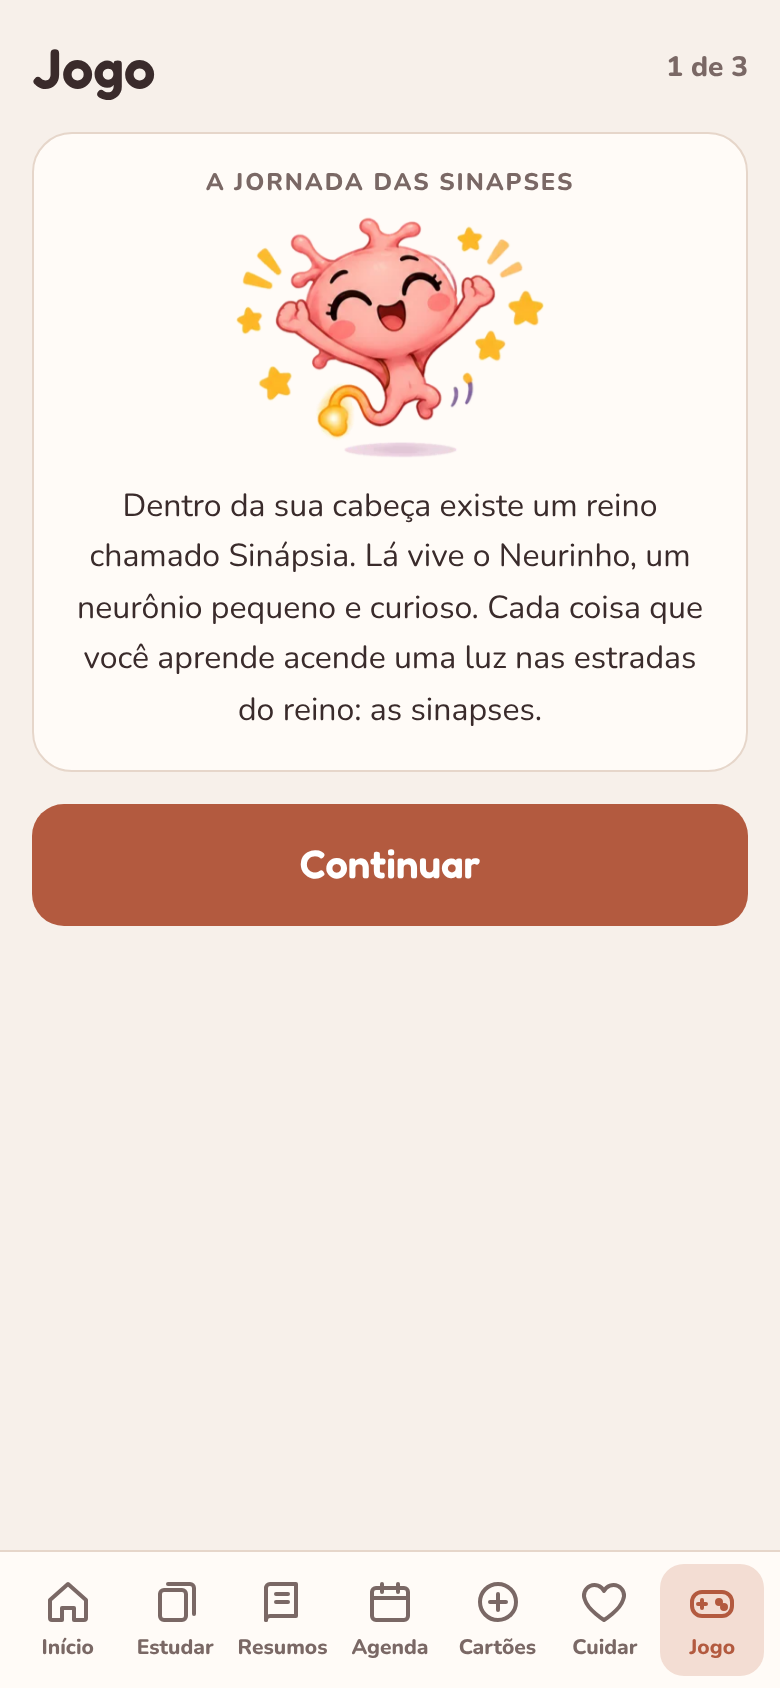 Jogo
1 de 3
A JORNADA DAS SINAPSES
Dentro da sua cabeça existe um reino
chamado Sinápsia. Lá vive o Neurinho, um
neurônio pequeno e curioso. Cada coisa que
você aprende acende uma luz nas estradas
do reino: as sinapses.
Continuar
Início
Estudar
Resumos
Agenda
Cartões
Cuidar
Jogo